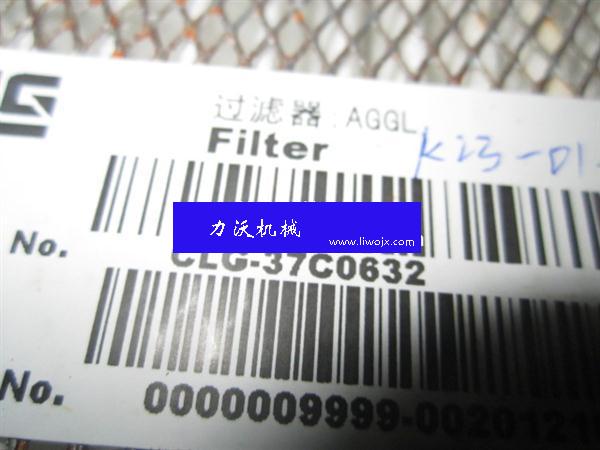 过滤器 AGGL
Filter
K23-01
力沃机械
www.liwojx.com
No. CLG-37C0632
No. 0000009999-00201211